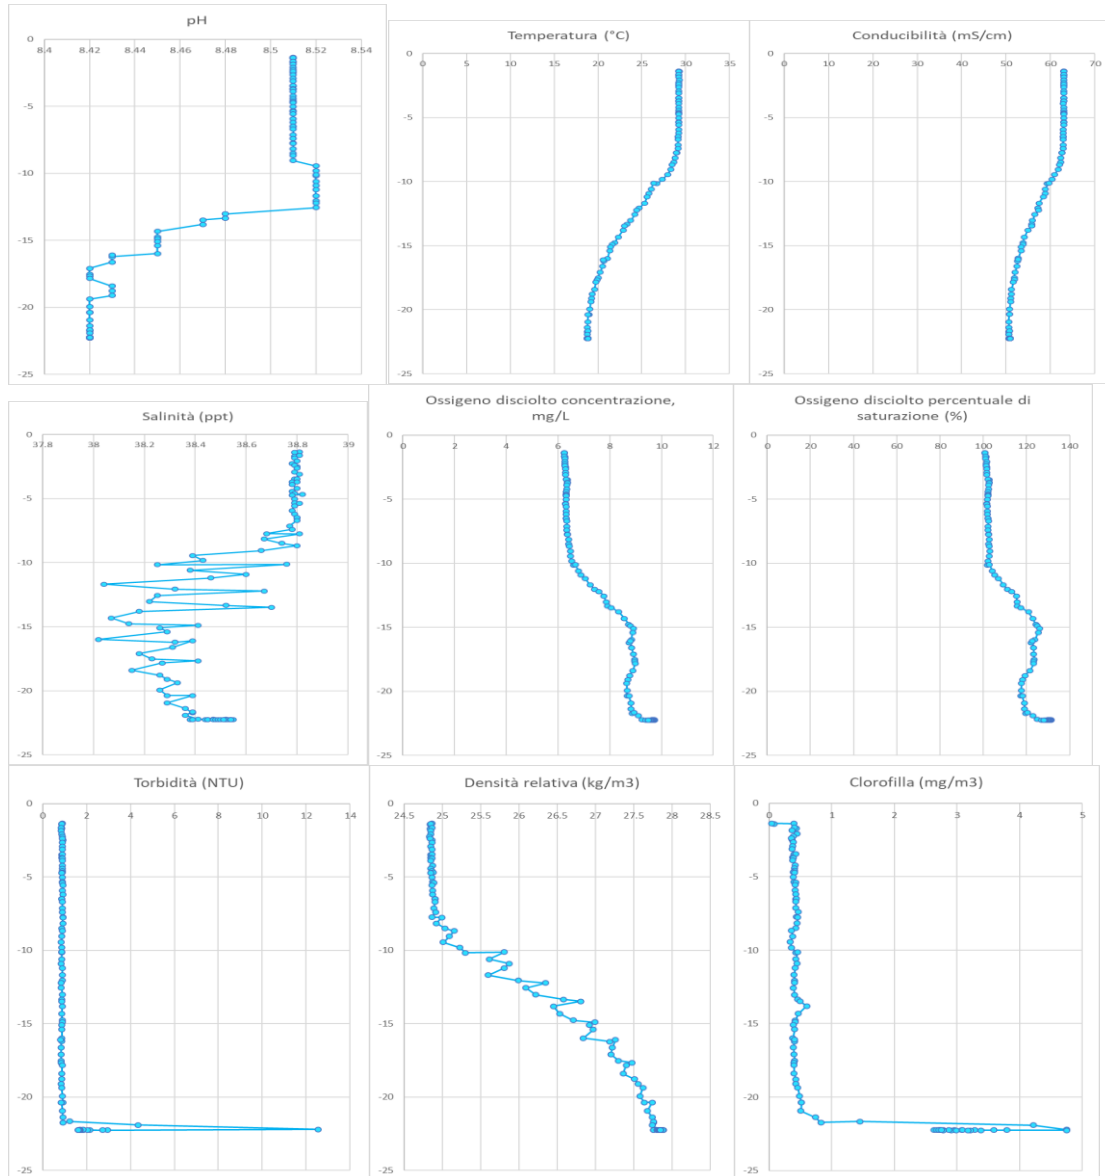 pH
8.4 8.42 8.44 8.46 8.48 8.5 8.52 8.54
0
-5
-10
-15
-20
-25
Temperatura (°C)
0 5 10 15 20 25 30 35
0
-5
-10
-15
-20
-25
Conducibilità (mS/cm)
0 10 20 30 40 50 60 70
0
-5
-10
-15
-20
-25
Salinità (ppt)
37.8 38 38.2 38.4 38.6 38.8 39
0
-5
-10
-15
-20
-25
Ossigeno disciolto concentrazione,
mg/L
0 2 4 6 8 10 12
0
-5
-10
-15
-20
-25
Ossigeno disciolto percentuale di
saturazione (%)
0 20 40 60 80 100 120 140
0
-5
-10
-15
-20
-25
Torbidità (NTU)
0 2 4 6 8 10 12 14
0
-5
-10
-15
-20
-25
Densità relativa (kg/m3)
24.5 25 25.5 26 26.5 27 27.5 28 28.5
0
-5
-10
-15
-20
-25
Clorofilla (mg/m3)
0 1 2 3 4 5
0
-5
-10
-15
-20
-25